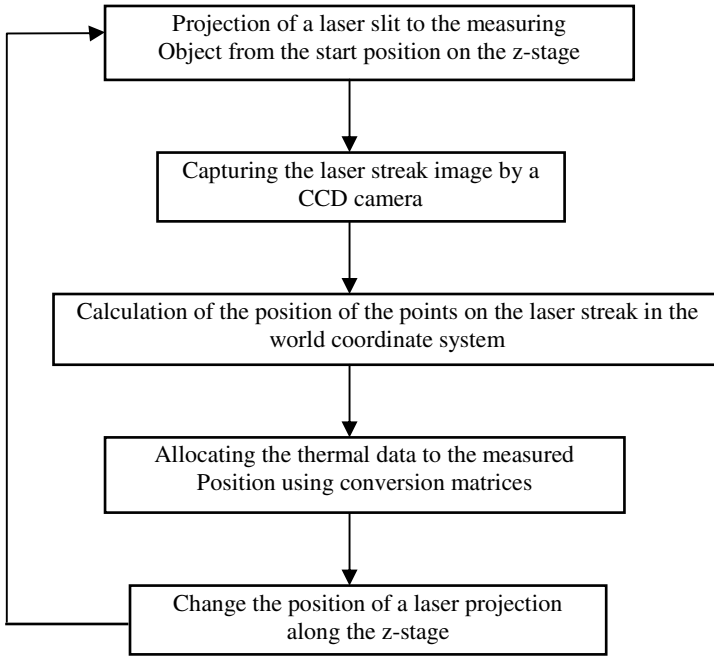 Projection of a laser slit to the measuring
Object from the start position on the z-stage
Capturing the laser streak image by a
CCD camera
Calculation of the position of the points on the laser streak in the
world coordinate system
Allocating the thermal data to the measured
Position using conversion matrices
Change the position of a laser projection
along the z-stage